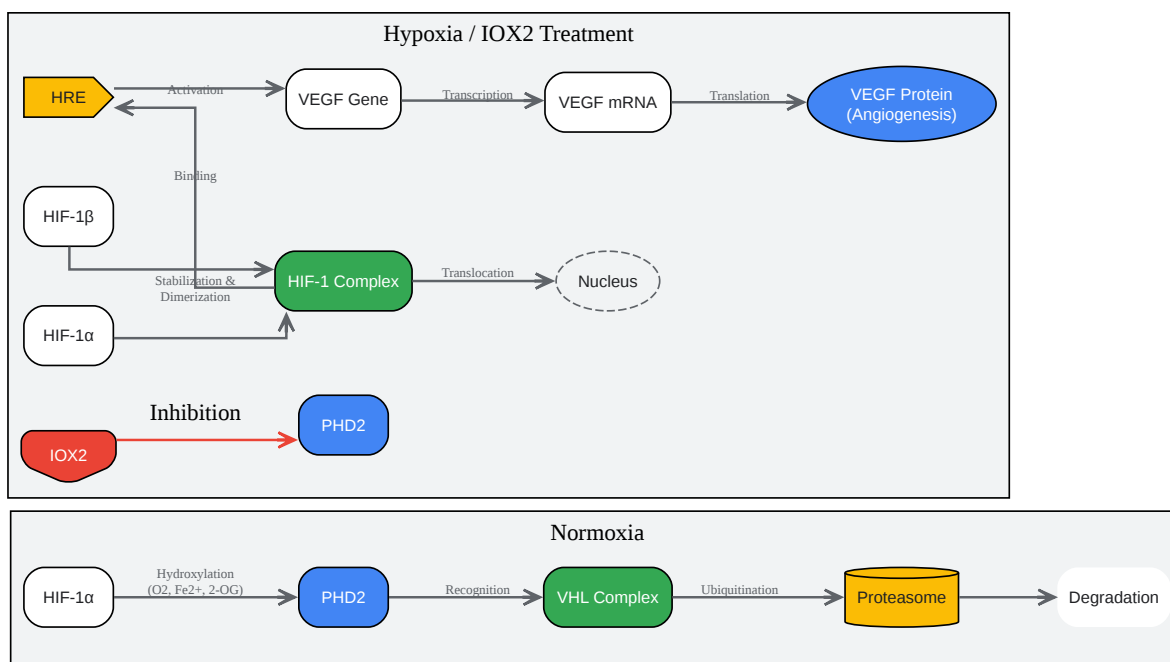 Hypoxia / IOX2 Treatment
HRE
Activation
VEGF Gene
Transcription
VEGF mRNA
Translation
VEGF Protein
(Angiogenesis)
Binding
HIF-1β
Stabilization &
Dimerization
HIF-1 Complex
Translocation
Nucleus
HIF-1α
Inhibition
IOX2
PHD2
Normoxia
HIF-1α
Hydroxylation
(O2, Fe2+, 2-OG)
PHD2
Recognition
VHL Complex
Ubiquitination
Proteasome
Degradation